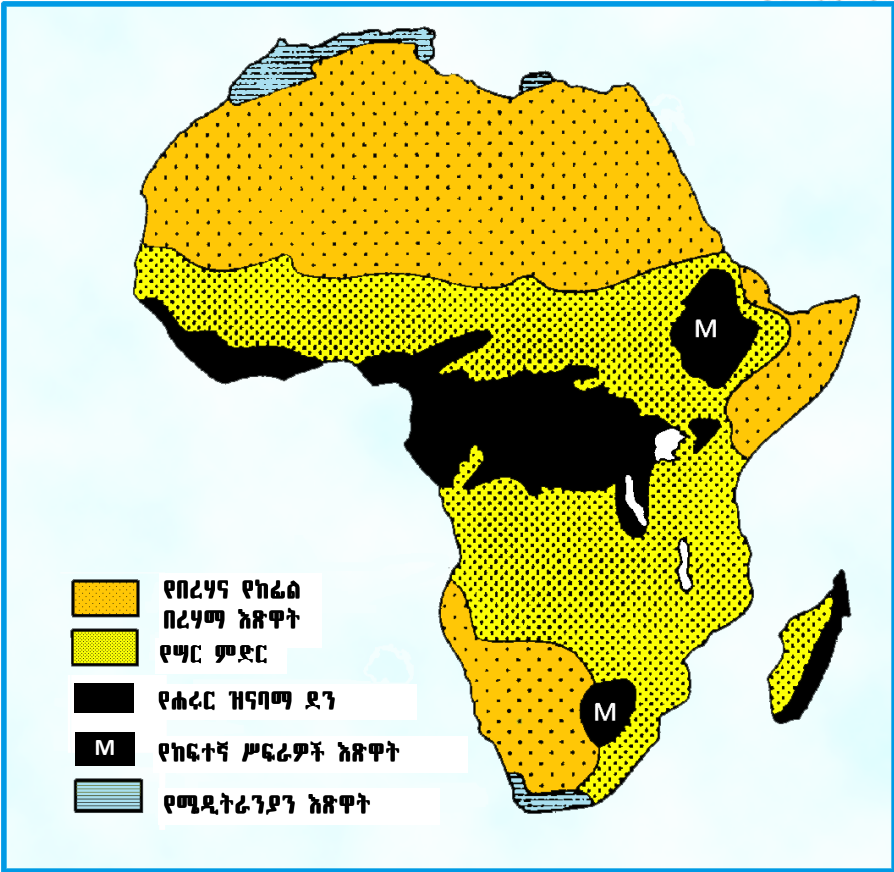 M
M
የበረሃና የከፊል
በረሃማ እጽዋት
የሣር ምድር
የሐሩር ዝናባማ ደን
M
የከፍተኛ ሥፍራዎች እጽዋት
የሜዲትራንያን እጽዋት